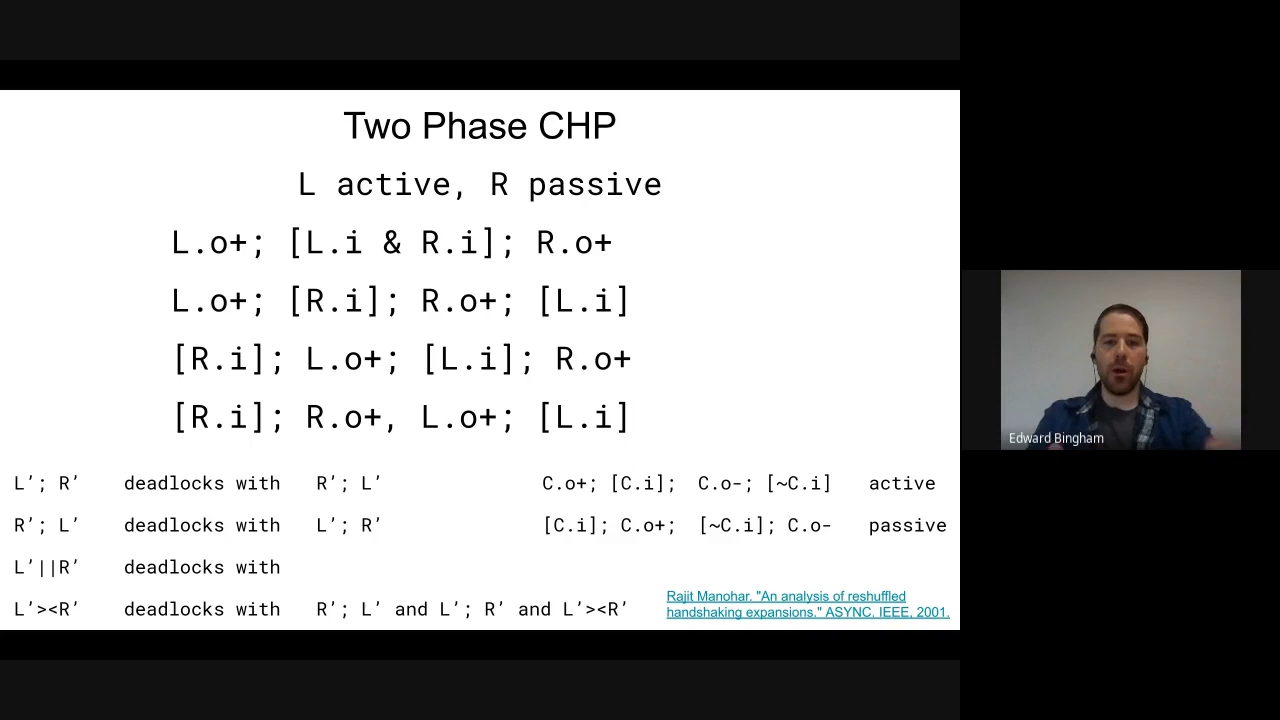 Two Phase CHP
L active, R passive
L.o+; [L.i & R.i]; R.o+
L.o+; [R.i]; R.o+; [L.i]
[R.i]; L.o+; [L.i]; R.o+
[R.i]; R.o+, L.o+; [L.i]
L’; R’ deadlocks with R’; L’ C.o+; [C.i]; C.o-; [~C.i] active
R’; L’ deadlocks with L’; R’ [C.i]; C.o+; [~C.i]; C.o- passive
L’||R’ deadlocks with
L’><R’ deadlocks with R’; L’ and L’; R’ and L’><R’
Rajit Manohar. "An analysis of reshuffled
handshaking expansions." ASYNC. IEEE, 2001.
Edward Bingham